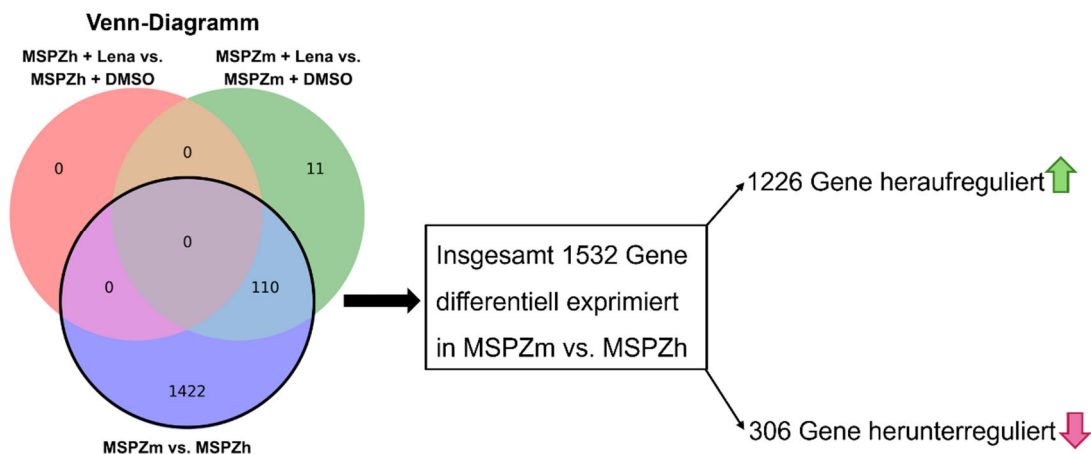 Venn-Diagramm
MSPZh + Lena vs.
MSPZh + DMSO
MSPZm + Lena vs.
MSPZm + DMSO
0
0
11
0
0
110
1422
MSPZm vs. MSPZh
Insgesamt 1532 Gene
differentiell exprimiert
in MSPZm vs. MSPZh
1226 Gene heraufreguliert
306 Gene herunterreguliert